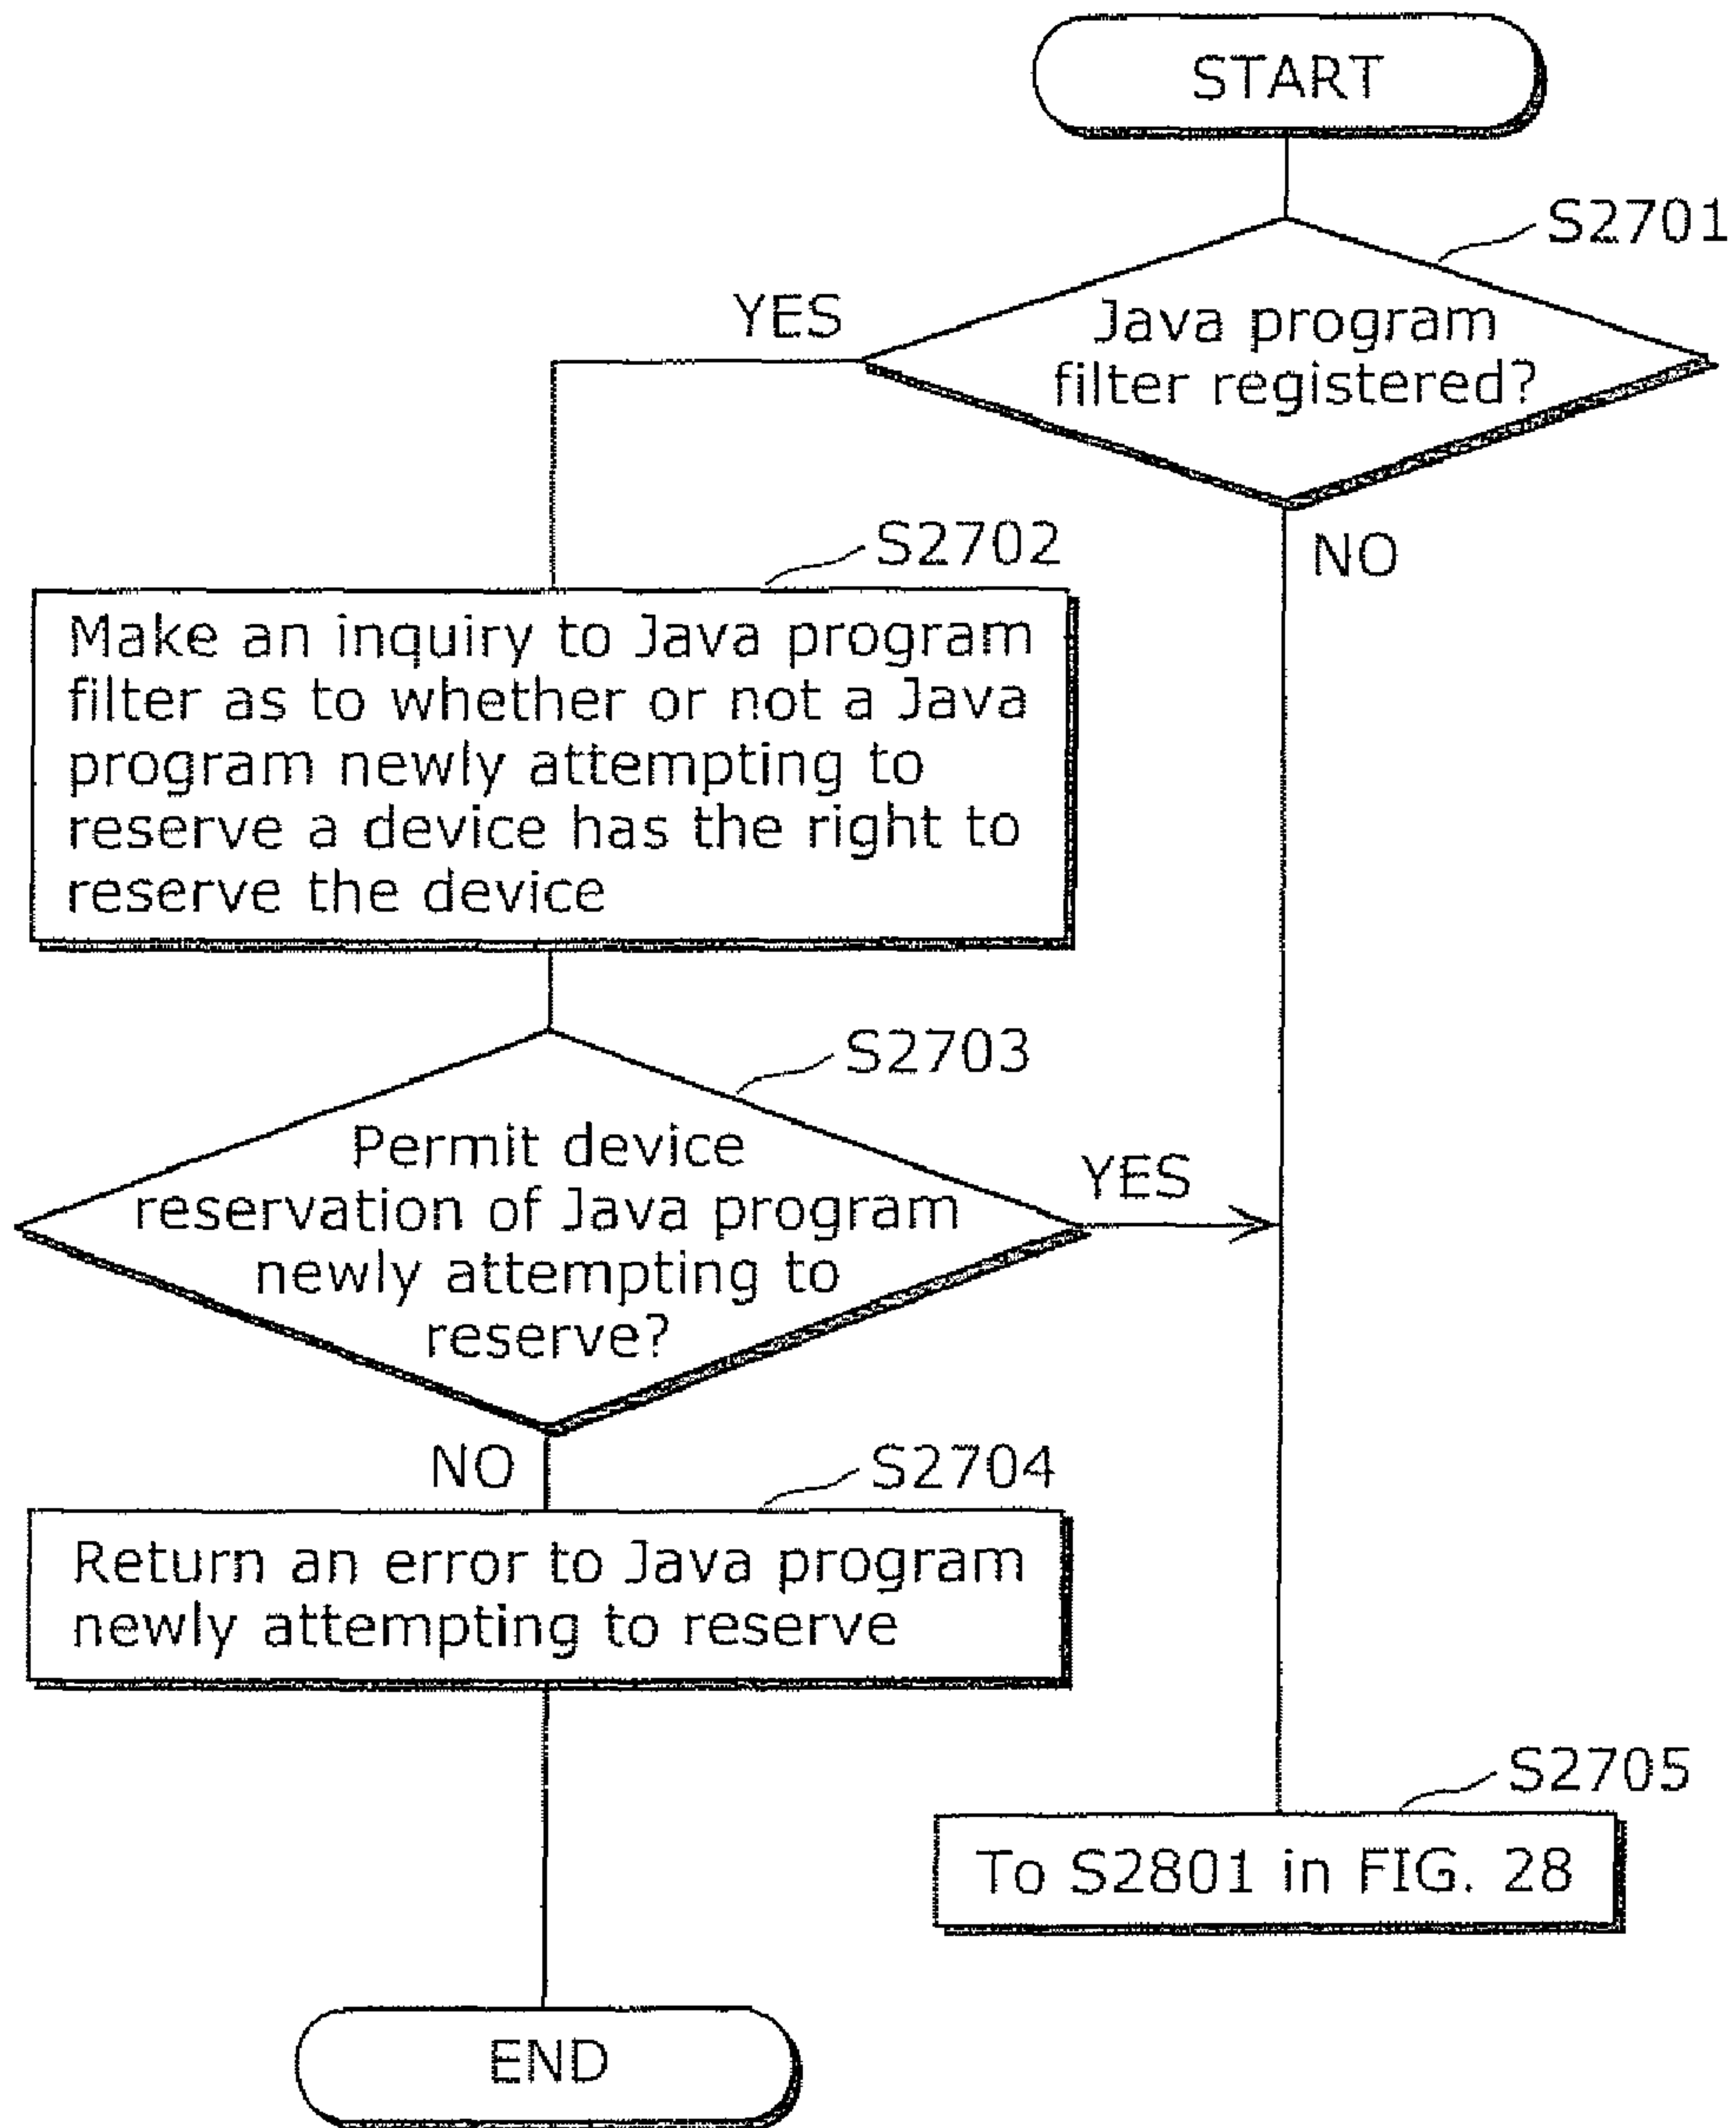 START
S2701
Java program
filter registered?
YES
NO
S2702
Make an inquiry to Java program
filter as to whether or not a Java
program newly attempting to
reserve a device has the right to
reserve the device
S2703
Permit device
reservation of Java program
newly attempting to
reserve?
YES
NO
S2704
Return an error to Java program
newly attempting to reserve
S2705
To S2801 in FIG. 28
END